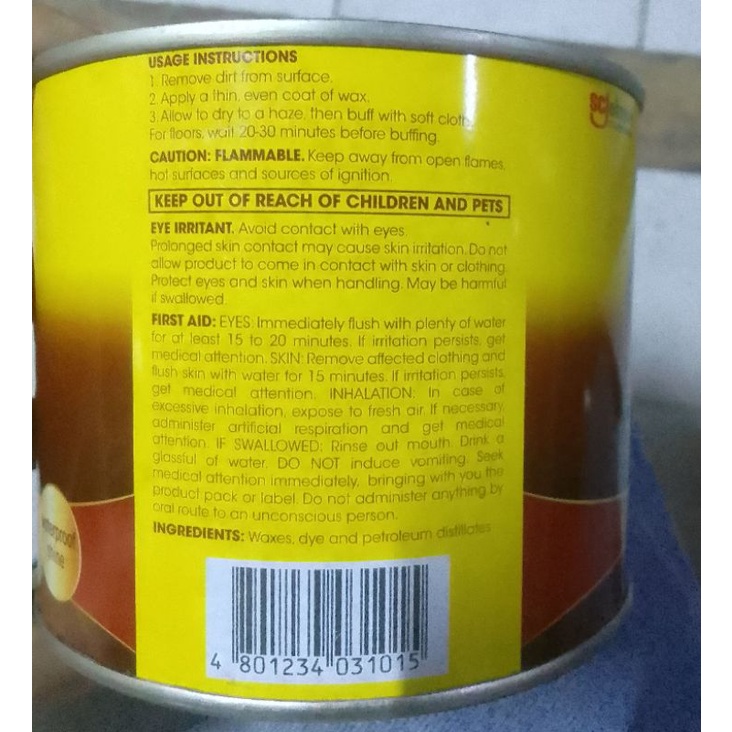 USAGE INSTRUCTIONS
1. Remove dirt from surface.
2. Apply a thin, even coat of wax.
3. Allow to dry to a haze, then buff with soft cloth.
For floors, wait 20-30 minutes before buffing.
CAUTION: FLAMMABLE. Keep away from open flames,
hot surfaces and sources of ignition.
KEEP OUT OF REACH OF CHILDREN AND PETS
EYE IRRITANT. Avoid contact with eyes.
Prolonged skin contact may cause skin irritation. Do not
allow product to come in contact with skin or clothing.
Protect eyes and skin when handling. May be harmful
if swallowed.
FIRST AID: EYES: Immediately flush with plenty of water
for at least 15 to 20 minutes. If irritation persists, get
medical attention. SKIN: Remove affected clothing and
flush skin with water for 15 minutes. If irritation persists,
get medical attention. INHALATION: In case of
excessive inhalation, expose to fresh air. If necessary,
administer artificial respiration and get medical
attention. IF SWALLOWED: Rinse out mouth. Drink a
glassful of water. DO NOT induce vomiting. Seek
medical attention immediately, bringing with you the
product pack or label. Do not administer anything by
oral route to an unconscious person.
INGREDIENTS: Waxes, dye and petroleum distillates
4 801234 031015
waterproof
shine